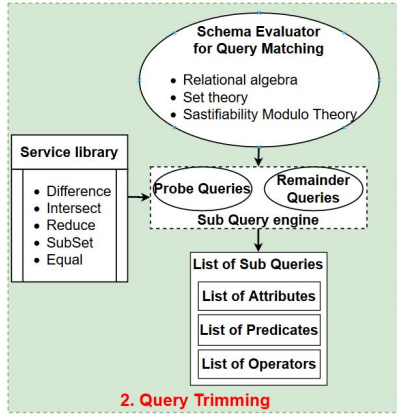 Schema Evaluator
for Query Matching
Relational algebra
Set theory
Sastifiability Modulo Theory
Service library
Difference
Intersect
Reduce
SubSet
Equal
Probe Queries
Remainder
Queries
Sub Query engine
List of Sub Queries
List of Attributes
List of Predicates
List of Operators
2. Query Trimming